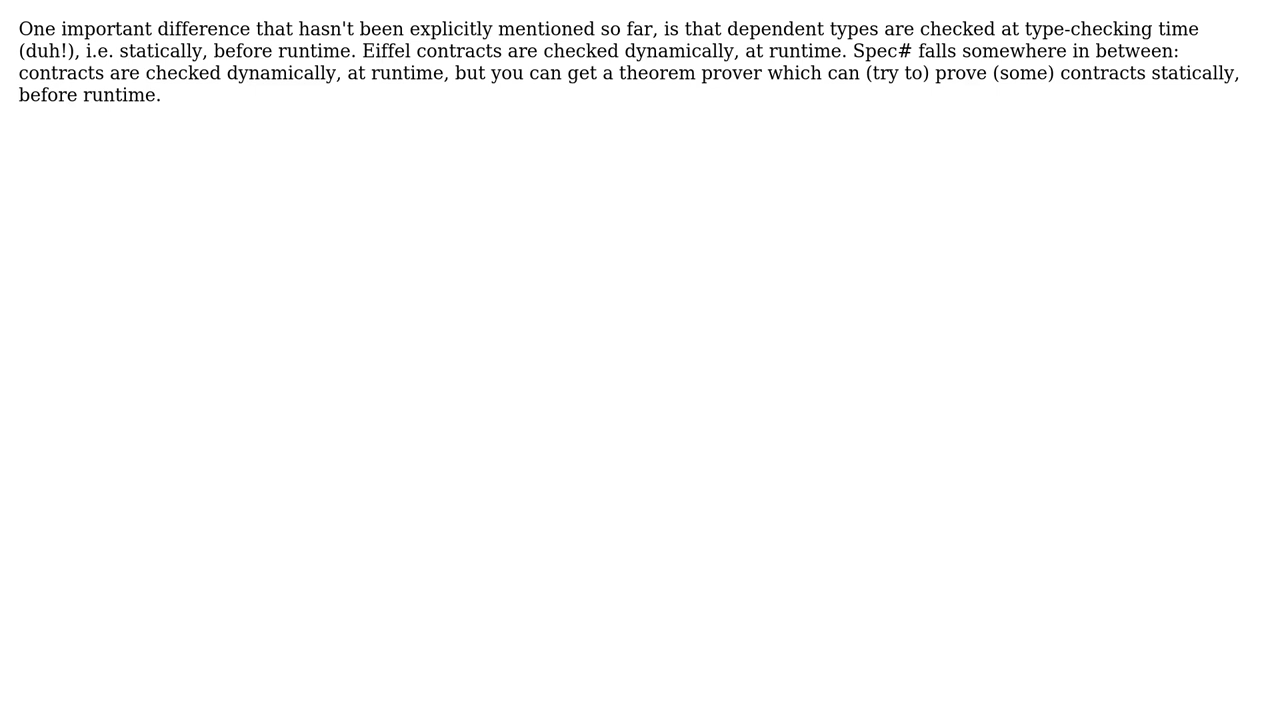 One important difference that hasn't been explicitly mentioned so far, is that dependent types are checked at type-checking time
(duh!), i.e. statically, before runtime. Eiffel contracts are checked dynamically, at runtime. Spec# falls somewhere in between:
contracts are checked dynamically, at runtime, but you can get a theorem prover which can (try to) prove (some) contracts statically,
before runtime.